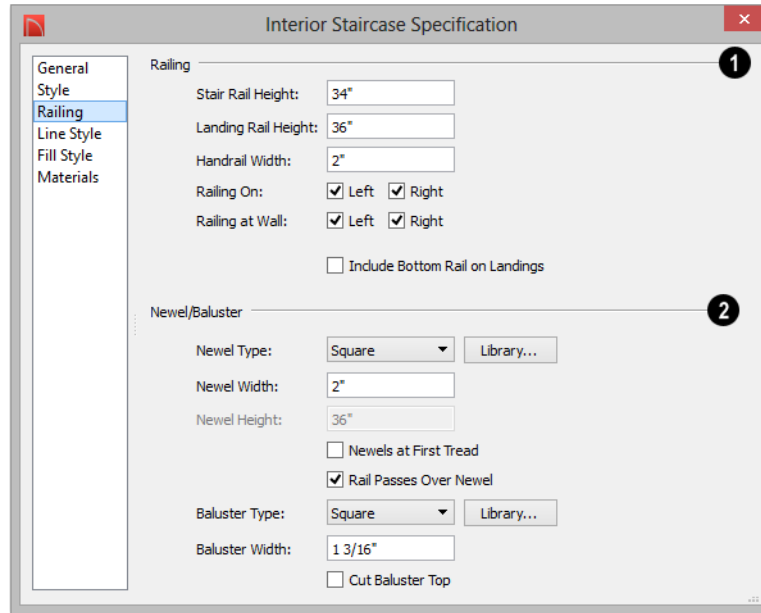 Interior Staircase Specification
General
Style
Railing
Line Style
Fill Style
Materials
Railing
1
Stair Rail Height: 34"
Landing Rail Height: 36"
Handrail Width: 2"
Railing On: Left Right
Railing at Wall: Left Right
Include Bottom Rail on Landings
Newel/Baluster
2
Newel Type: Square Library...
Newel Width: 2"
Newel Height: 36"
Newels at First Tread
Rail Passes Over Newel
Baluster Type: Square Library...
Baluster Width: 1 3/16"
Cut Baluster Top